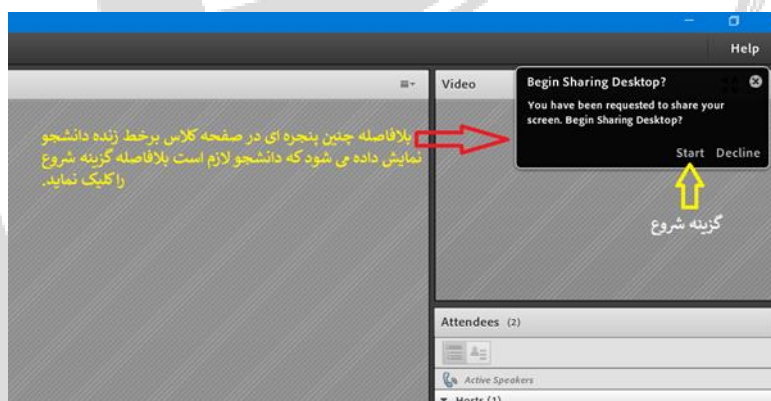 Help
Video
Begin Sharing Desktop?
You have been requested to share your
screen. Begin Sharing Desktop?
Start Decline
بلافاصله چنین پنجره ای در صفحه کلاس برخط زنده دانشجو
نمایش داده می شود که دانشجو لازم است بلافاصله گزینه شروع
راکلیک نماید.
گزینه شروع
Attendees (2)
Active Speakers
Hosts (1)